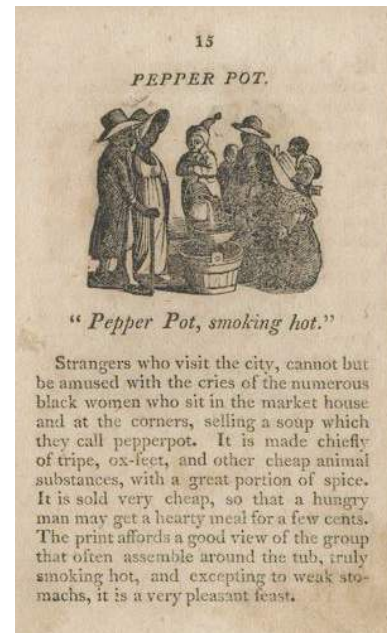 15
PEPPER POT.
“ Pepper Pot, smoking hot.”
Strangers who visit the city, cannot but
be amused with the cries of the numerous
black women who sit in the market house
and at the corners, selling a soup which
they call pepperpot. It is made chiefly
of tripe, ox-feet, and other cheap animal
substances, with a great portion of spice.
It is sold very cheap, so that a hungry
man may get a hearty meal for a few cents.
The print affords a good view of the group
that often assemble around the tub, truly
smoking hot, and excepting to weak sto-
machs, it is a very pleasant feast.